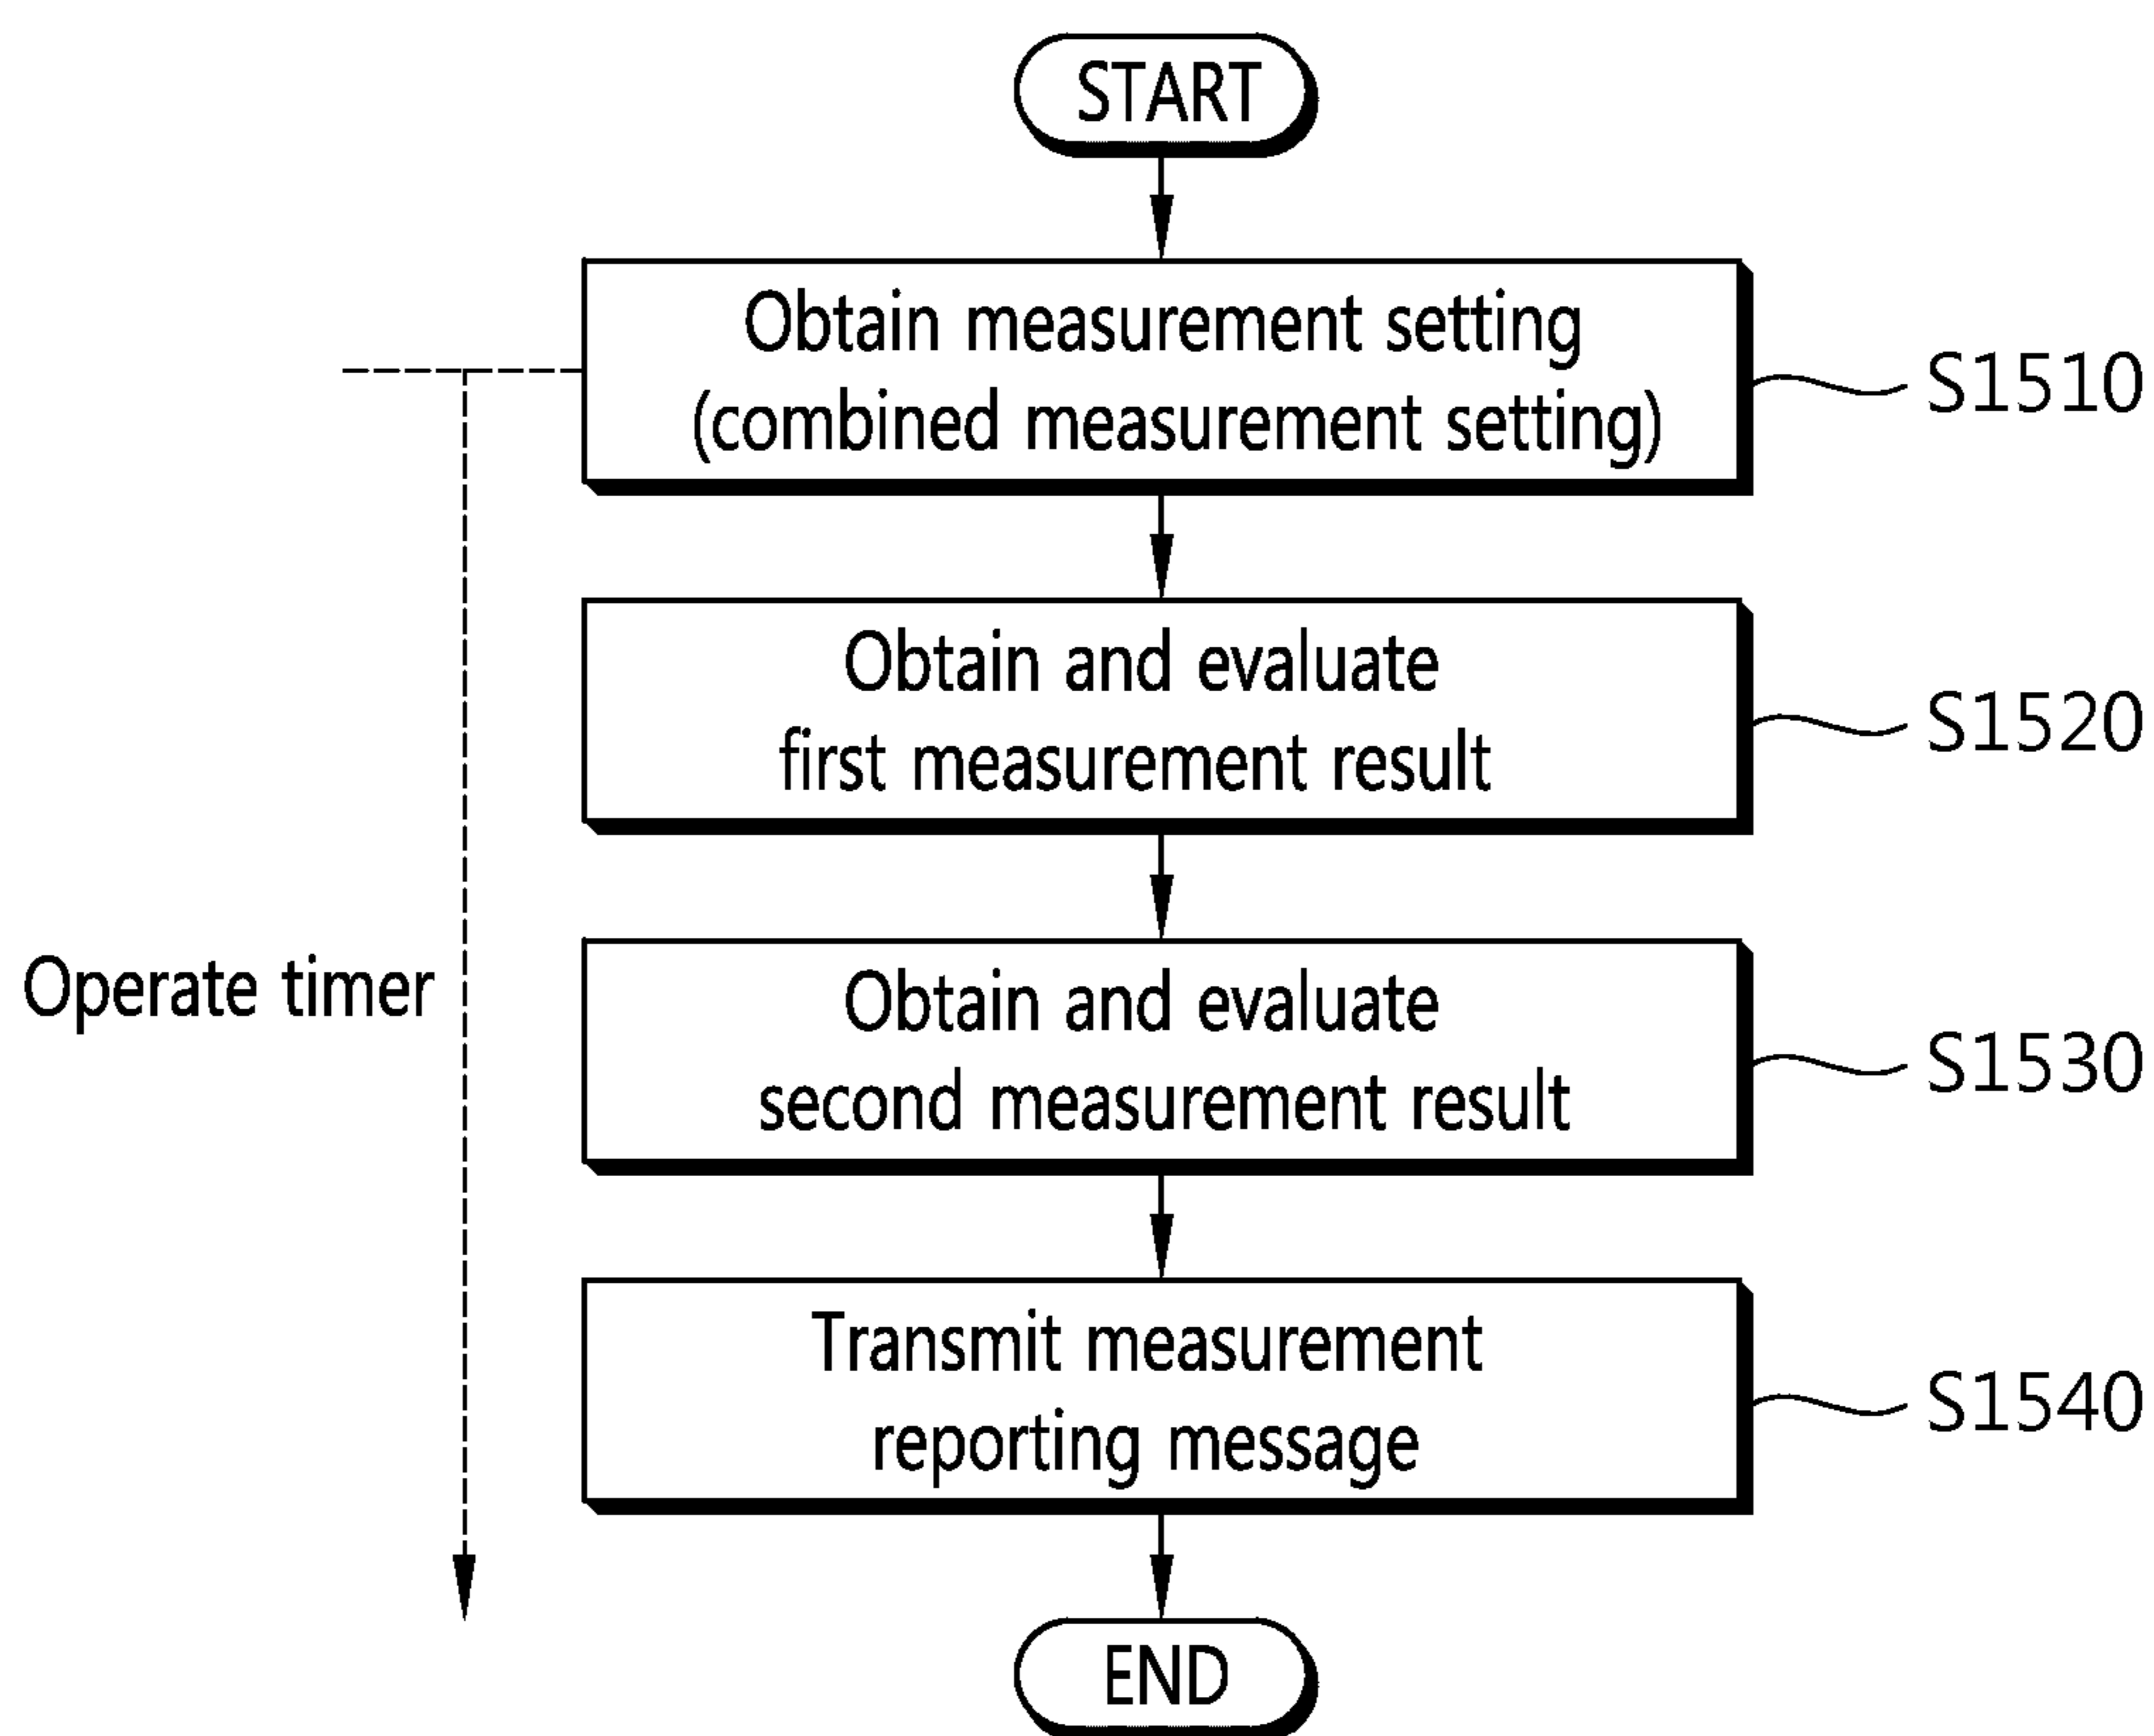 START
Obtain measurement setting
(combined measurement setting)
S1510
Obtain and evaluate
first measurement result
S1520
Operate timer
Obtain and evaluate
second measurement result
S1530
Transmit measurement
reporting message
S1540
END